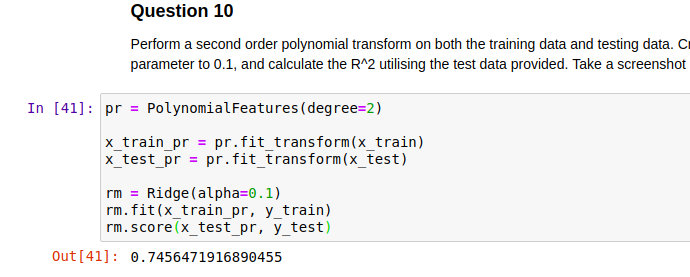 Question 10
Perform a second order polynomial transform on both the training data and testing data.
parameter to 0.1, and calculate the R^2 utilising the test data provided. Take a screenshot
In [41]: pr = PolynomialFeatures(degree=2)
x_train_pr = pr.fit_transform(x_train)
x_test_pr = pr.fit_transform(x_test)
rm = Ridge(alpha=0.1)
rm.fit(x_train_pr, y_train)
rm.score(x_test_pr, y_test)
Out[41]: 0.7456471916890455